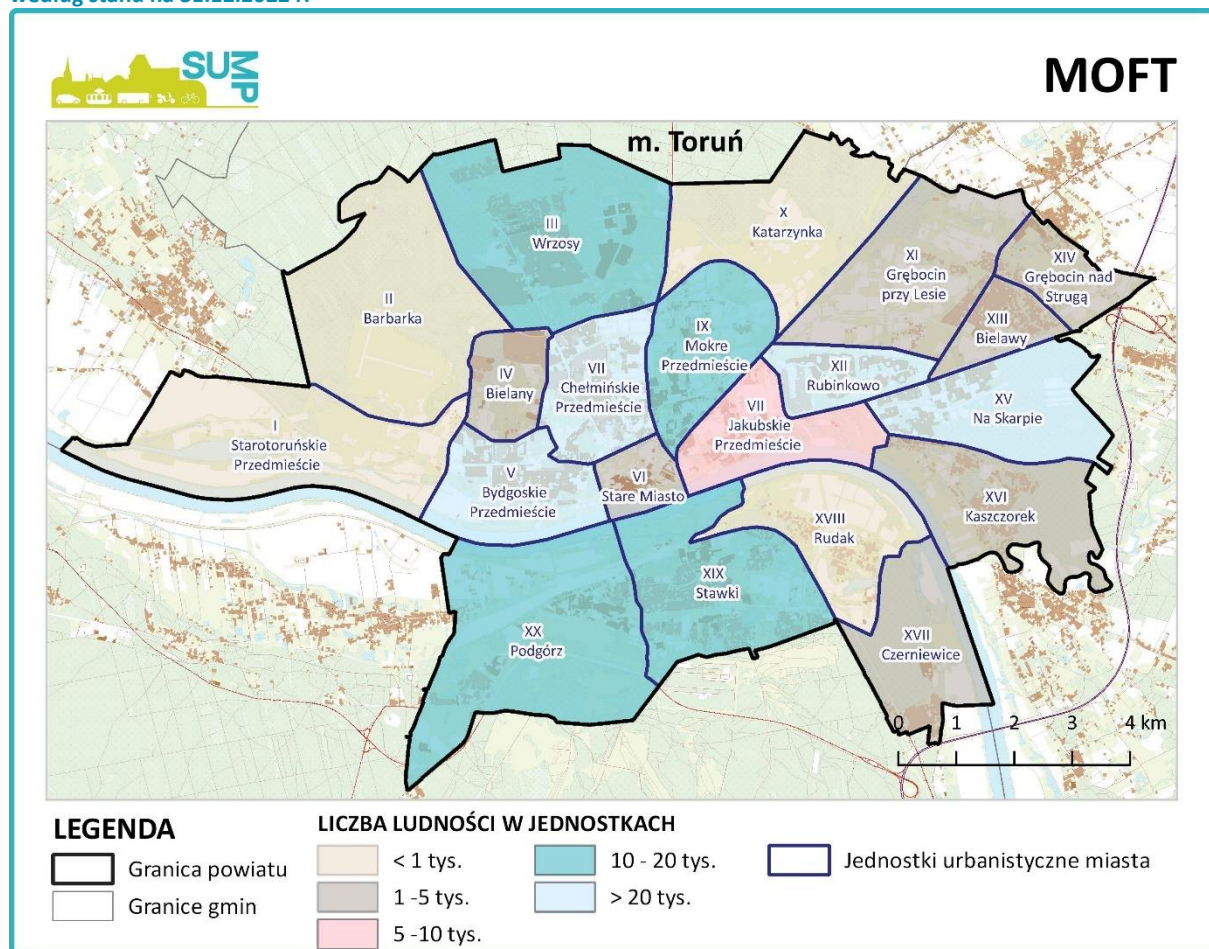 według stanu na 31.12.2022 r.
SUMP
MOFT
m. Toruń
III
Wrzosy
X
Katarzynka
XI
Grębocin
przy Lesie
XIV
Grębocin nad
Strugą
II
Barbarka
IX
Mokre
Przedmieście
XIII
Bielawy
IV
Bielany
VII
Chełmińskie
Przedmieście
XII
Rubinkowo
XV
Na Skarpie
I
Starotoruńskie
Przedmieście
VII
Jakubskie
Przedmieście
V
Bydgoskie
Przedmieście
VI
Stare Miasto
XVI
Kaszczorek
XVIII
Rudak
XIX
Stawki
XX
Podgórz
XVII
Czerniewice
0 1 2 3 4 km
LEGENDA
Granica powiatu
Granice gmin
LICZBA LUDNOŚCI W JEDNOSTKACH
< 1 tys.
1 -5 tys.
5 -10 tys.
10 - 20 tys.
> 20 tys.
Jednostki urbanistyczne miasta